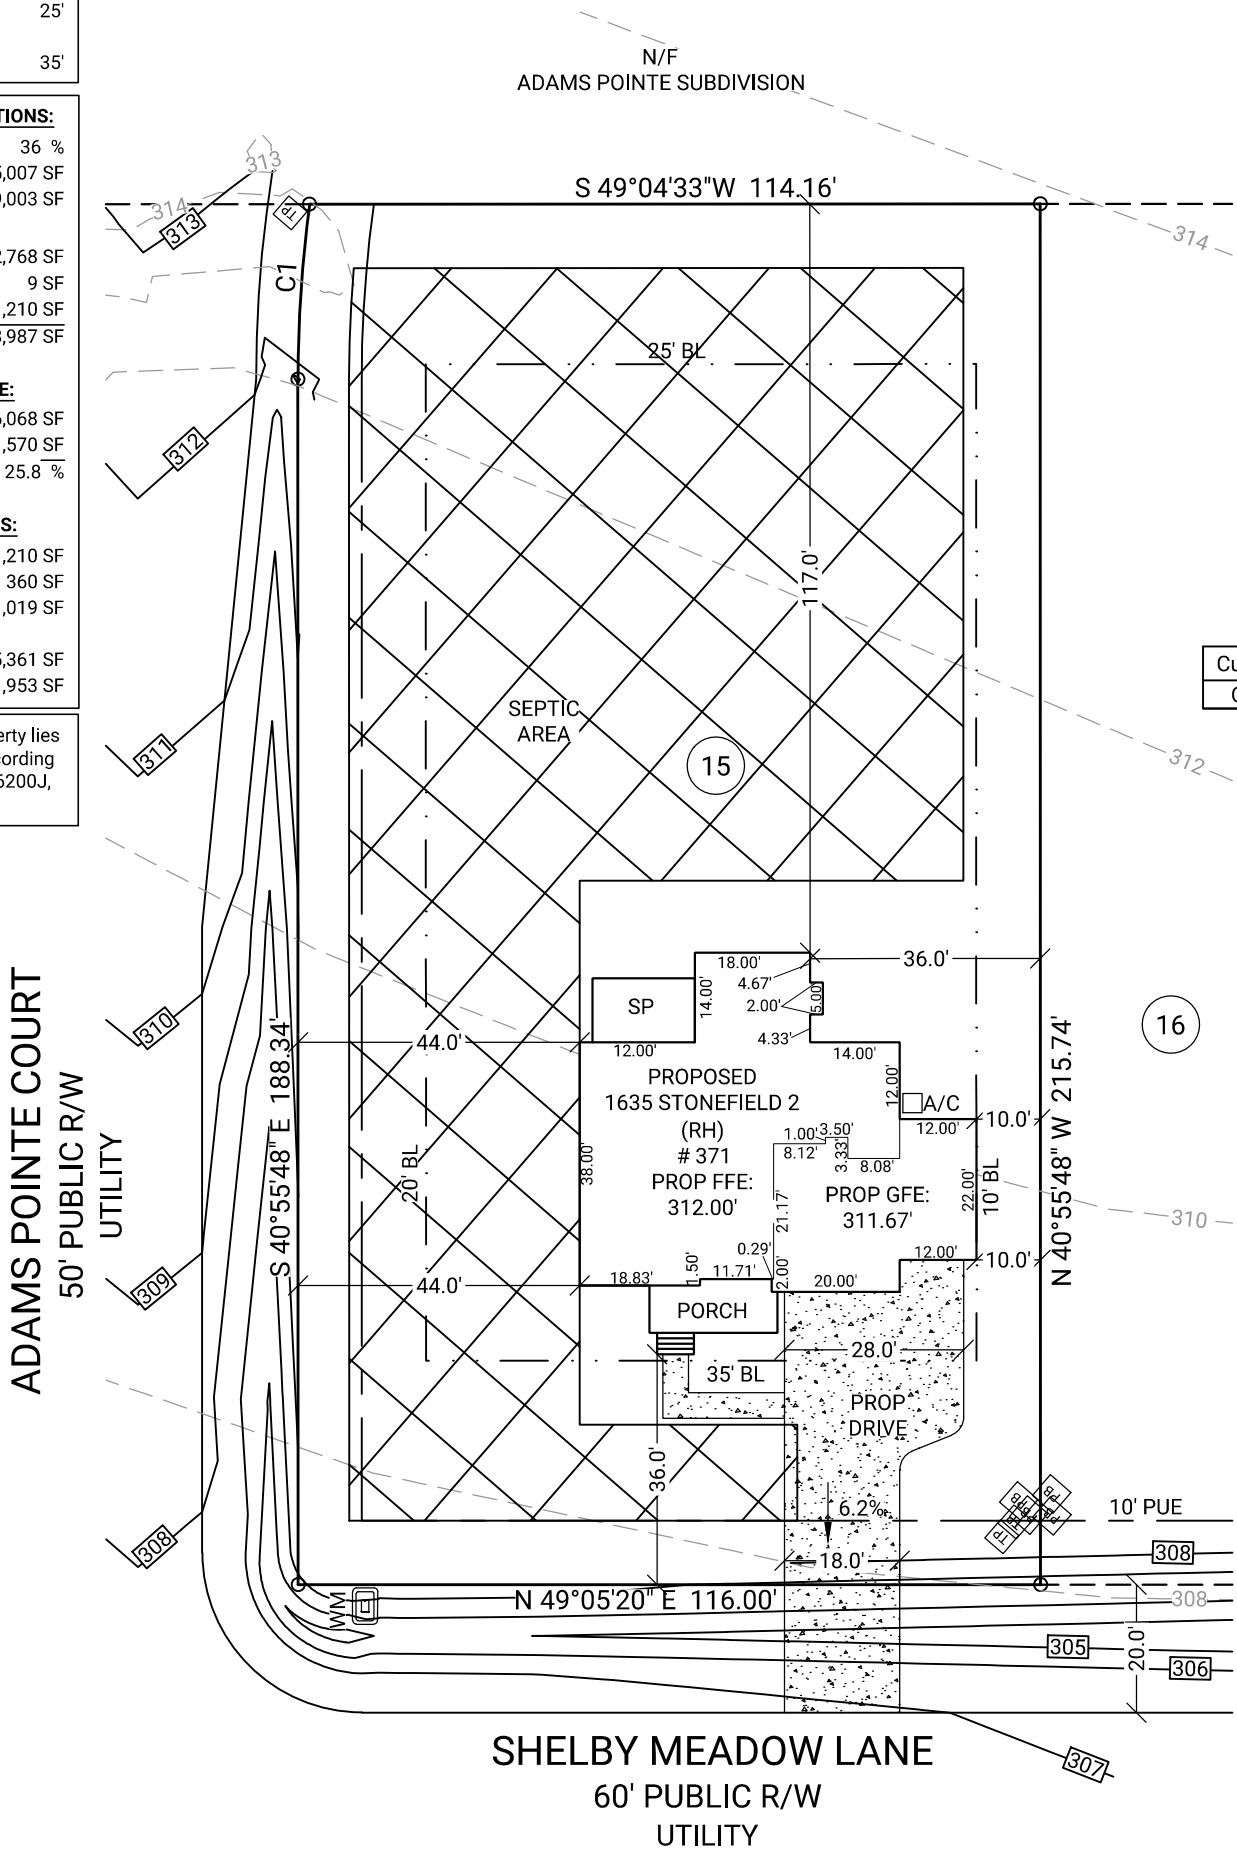 25'
35'
TIONS:
36 %
,007 SF
,003 SF
,768 SF
9 SF
,210 SF
,987 SF
E:
,068 SF
,570 SF
25.8 %
S:
,210 SF
360 SF
,019 SF
,361 SF
,953 SF
erty lies
cording
6200J,
N/F
ADAMS POINTE SUBDIVISION
313
314
313
TP
S 49°04'33"W 114.16'
314
C1
25' BL
312
117.0'
SEPTIC
AREA
15
311
312
Cu
C
ADAMS POINTE COURT
50' PUBLIC R/W
UTILITY
310
S 40°55'48" E 188.34'
44.0'
20' BL
36.0'
18.00'
4.67'
14.00'
SP
2.00'
5.00'
4.33'
12.00'
14.00'
16
N 40°55'48" W 215.74'
PROPOSED
1635 STONEFIELD 2
(RH)
# 371
PROP FFE:
312.00'
12.00'
A/C
10.0'
12.00'
1.00'
3.50'
8.12'
3.33'
8.08'
38.00'
PROP GFE:
311.67'
21.17'
22.00'
10' BL
310
309
44.0'
18.83'
1.50'
11.71'
0.29'
2.00'
20.00'
12.00'
10.0'
PORCH
28.0'
35' BL
PROP
DRIVE
36.0'
6.2%
18.0'
PB
PB
TP
10' PUE
308
308
N 49°05'20" E 116.00'
WM
308
305
306
20.0'
307
SHELBY MEADOW LANE
60' PUBLIC R/W
UTILITY